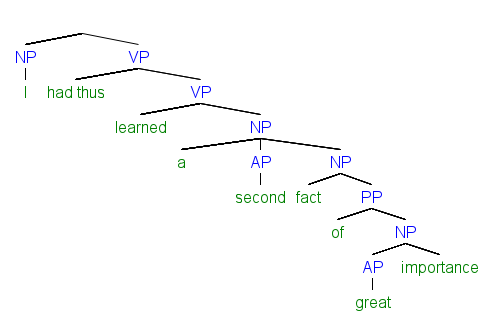 NP VP
I had thus VP
learned NP
a AP NP
second fact PP
of NP
AP importance
great